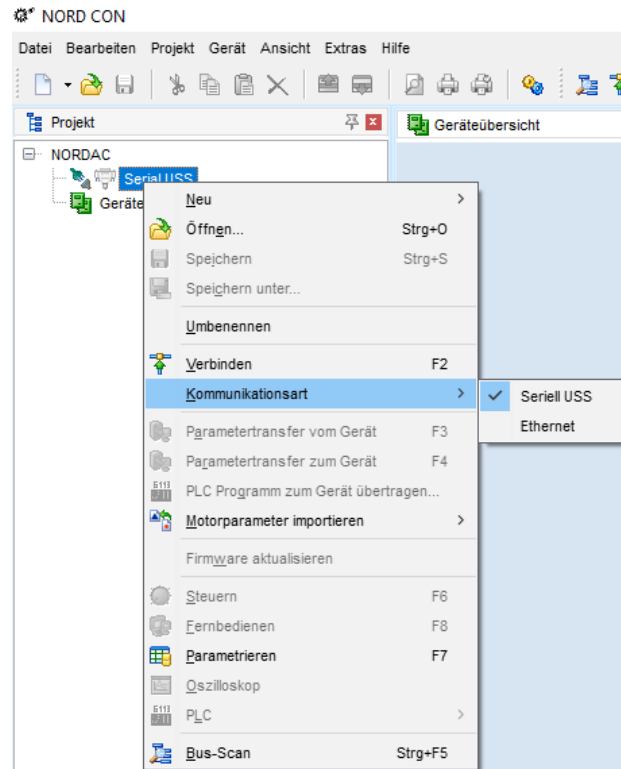 NORD CON
Datei Bearbeiten Projekt Gerät Ansicht Extras Hilfe
Projekt
Geräteübersicht
NORDAC
Serial USS
Geräte
Neu
Öffnen... Strg+O
Speichern Strg+S
Speichern unter...
Umbenennen
Verbinden F2
Kommunikationsart
Seriell USS
Ethernet
Parametertransfer vom Gerät F3
Parametertransfer zum Gerät F4
PLC Programm zum Gerät übertragen...
Motorparameter importieren
Firmware aktualisieren
Steuern F6
Fernbedienen F8
Parametrieren F7
Oszilloskop
PLC
Bus-Scan Strg+F5